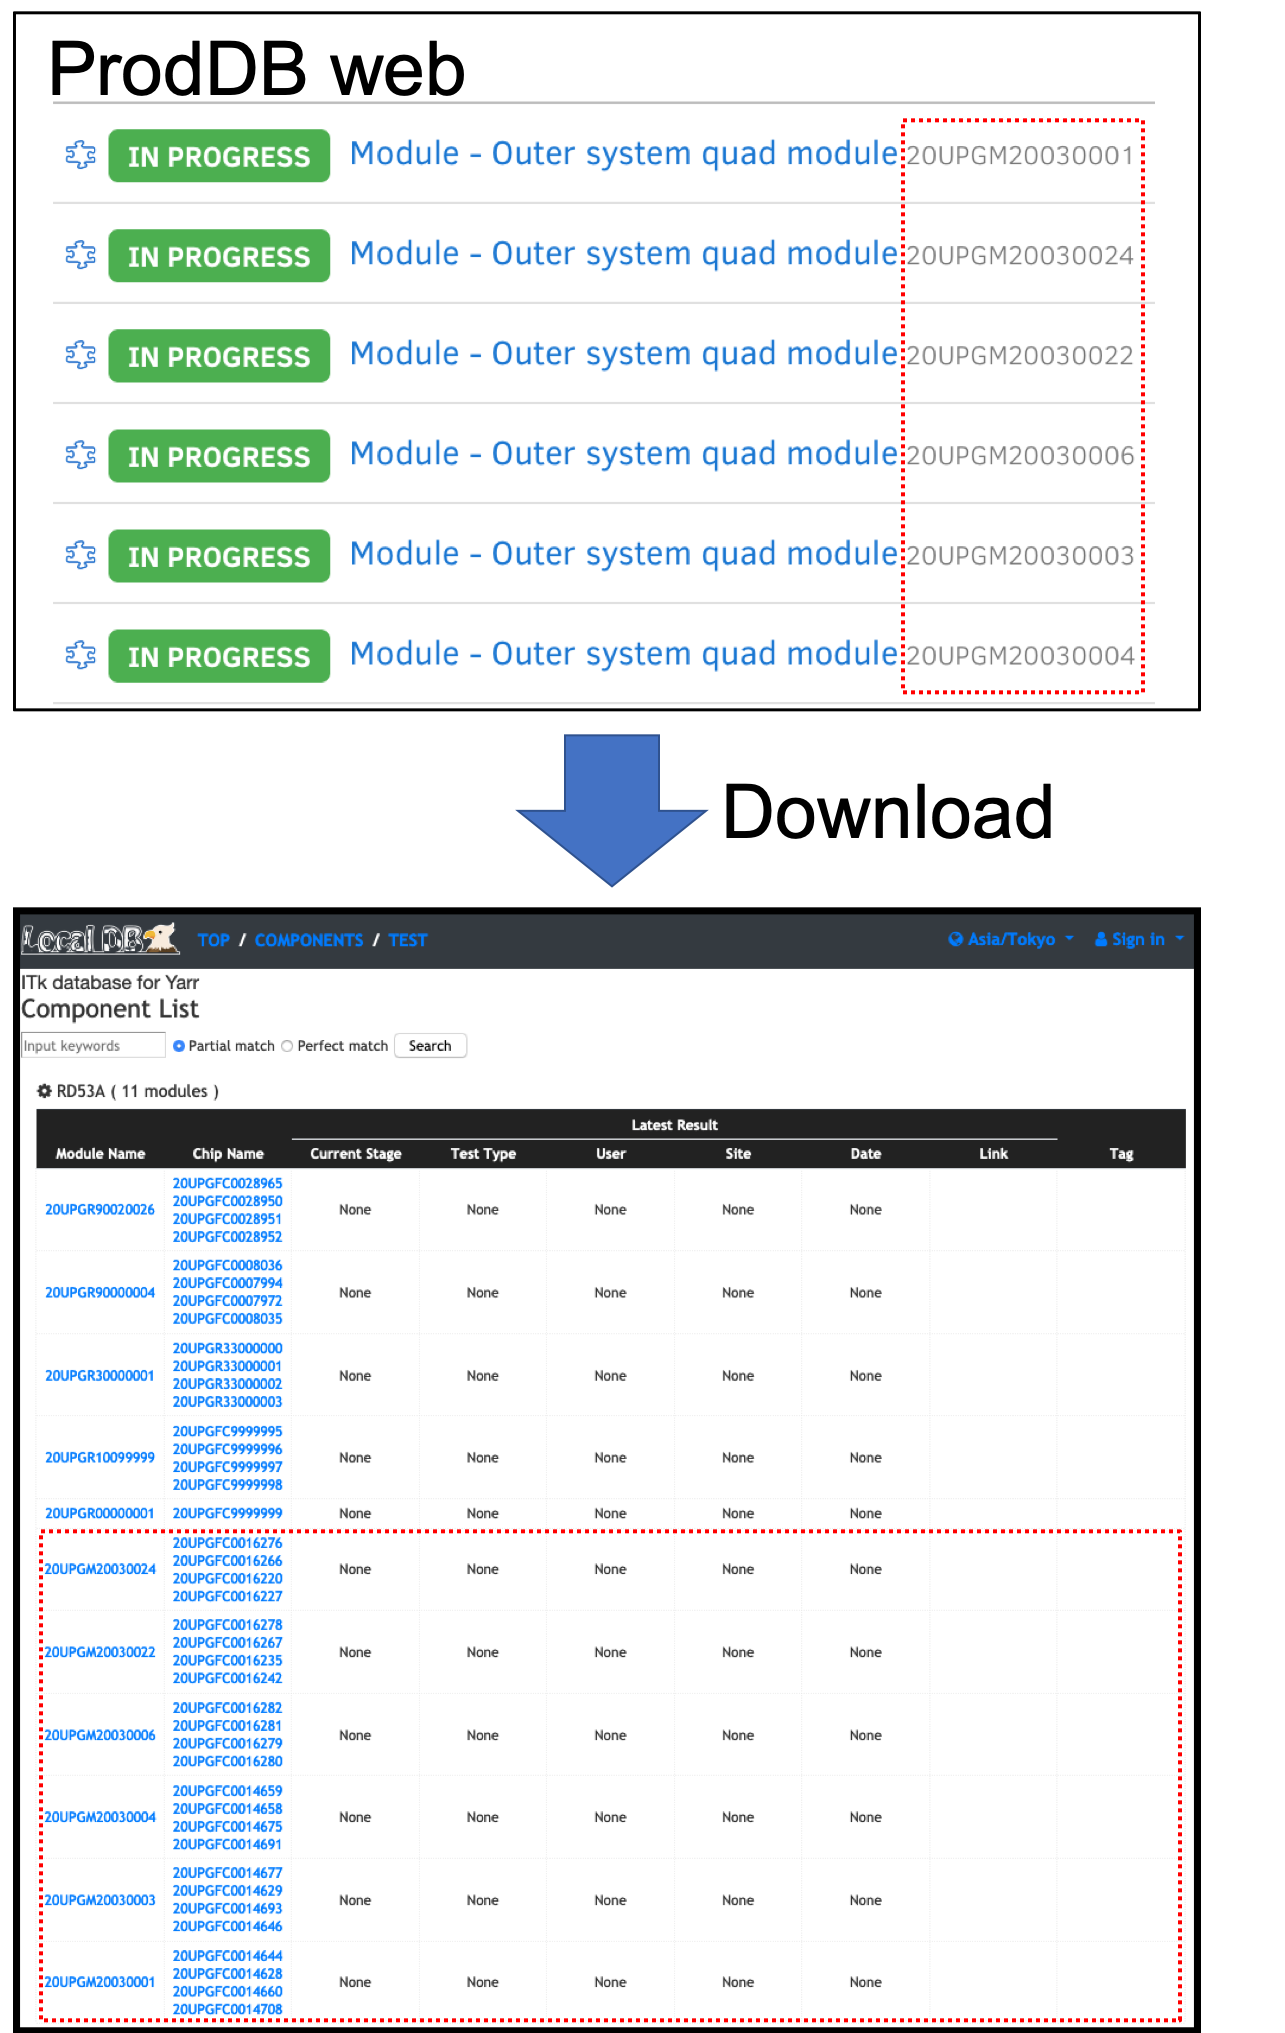 ProdDB web
IN PROGRESS Module - Outer system quad module 20UPGM20030001
IN PROGRESS Module - Outer system quad module 20UPGM20030024
IN PROGRESS Module - Outer system quad module 20UPGM20030022
IN PROGRESS Module - Outer system quad module 20UPGM20030006
IN PROGRESS Module - Outer system quad module 20UPGM20030003
IN PROGRESS Module - Outer system quad module 20UPGM20030004
Download
Local DB TOP / COMPONENTS / TEST Asia/Tokyo Sign in
ITk database for Yarr
Component List
Input keywords Partial match Perfect match Search
RD53A ( 11 modules )
Latest Result
Module Name Chip Name Current Stage Test Type User Site Date Link Tag
20UPGFC0028965
20UPGFC0028950
20UPGR90020026 None None None None None
20UPGFC0028951
20UPGFC0028952
20UPGFC0008036
20UPGFC0007994
20UPGR90000004 None None None None None
20UPGFC0007972
20UPGFC0008035
20UPGR33000000
20UPGR33000001
20UPGR30000001 None None None None None
20UPGR33000002
20UPGR33000003
20UPGFC9999995
20UPGFC9999996
20UPGR10099999 None None None None None
20UPGFC9999997
20UPGFC9999998
20UPGR00000001 20UPGFC9999999 None None None None None
20UPGFC0016276
20UPGFC0016266
20UPGM20030024 None None None None None
20UPGFC0016220
20UPGFC0016227
20UPGFC0016278
20UPGFC0016267
20UPGM20030022 None None None None None
20UPGFC0016235
20UPGFC0016242
20UPGFC0016282
20UPGFC0016281
20UPGM20030006 None None None None None
20UPGFC0016279
20UPGFC0016280
20UPGFC0014659
20UPGFC0014658
20UPGM20030004 None None None None None
20UPGFC0014675
20UPGFC0014691
20UPGFC0014677
20UPGFC0014629
20UPGM20030003 None None None None None
20UPGFC0014693
20UPGFC0014646
20UPGFC0014644
20UPGFC0014628
20UPGM20030001 None None None None None
20UPGFC0014660
20UPGFC0014708